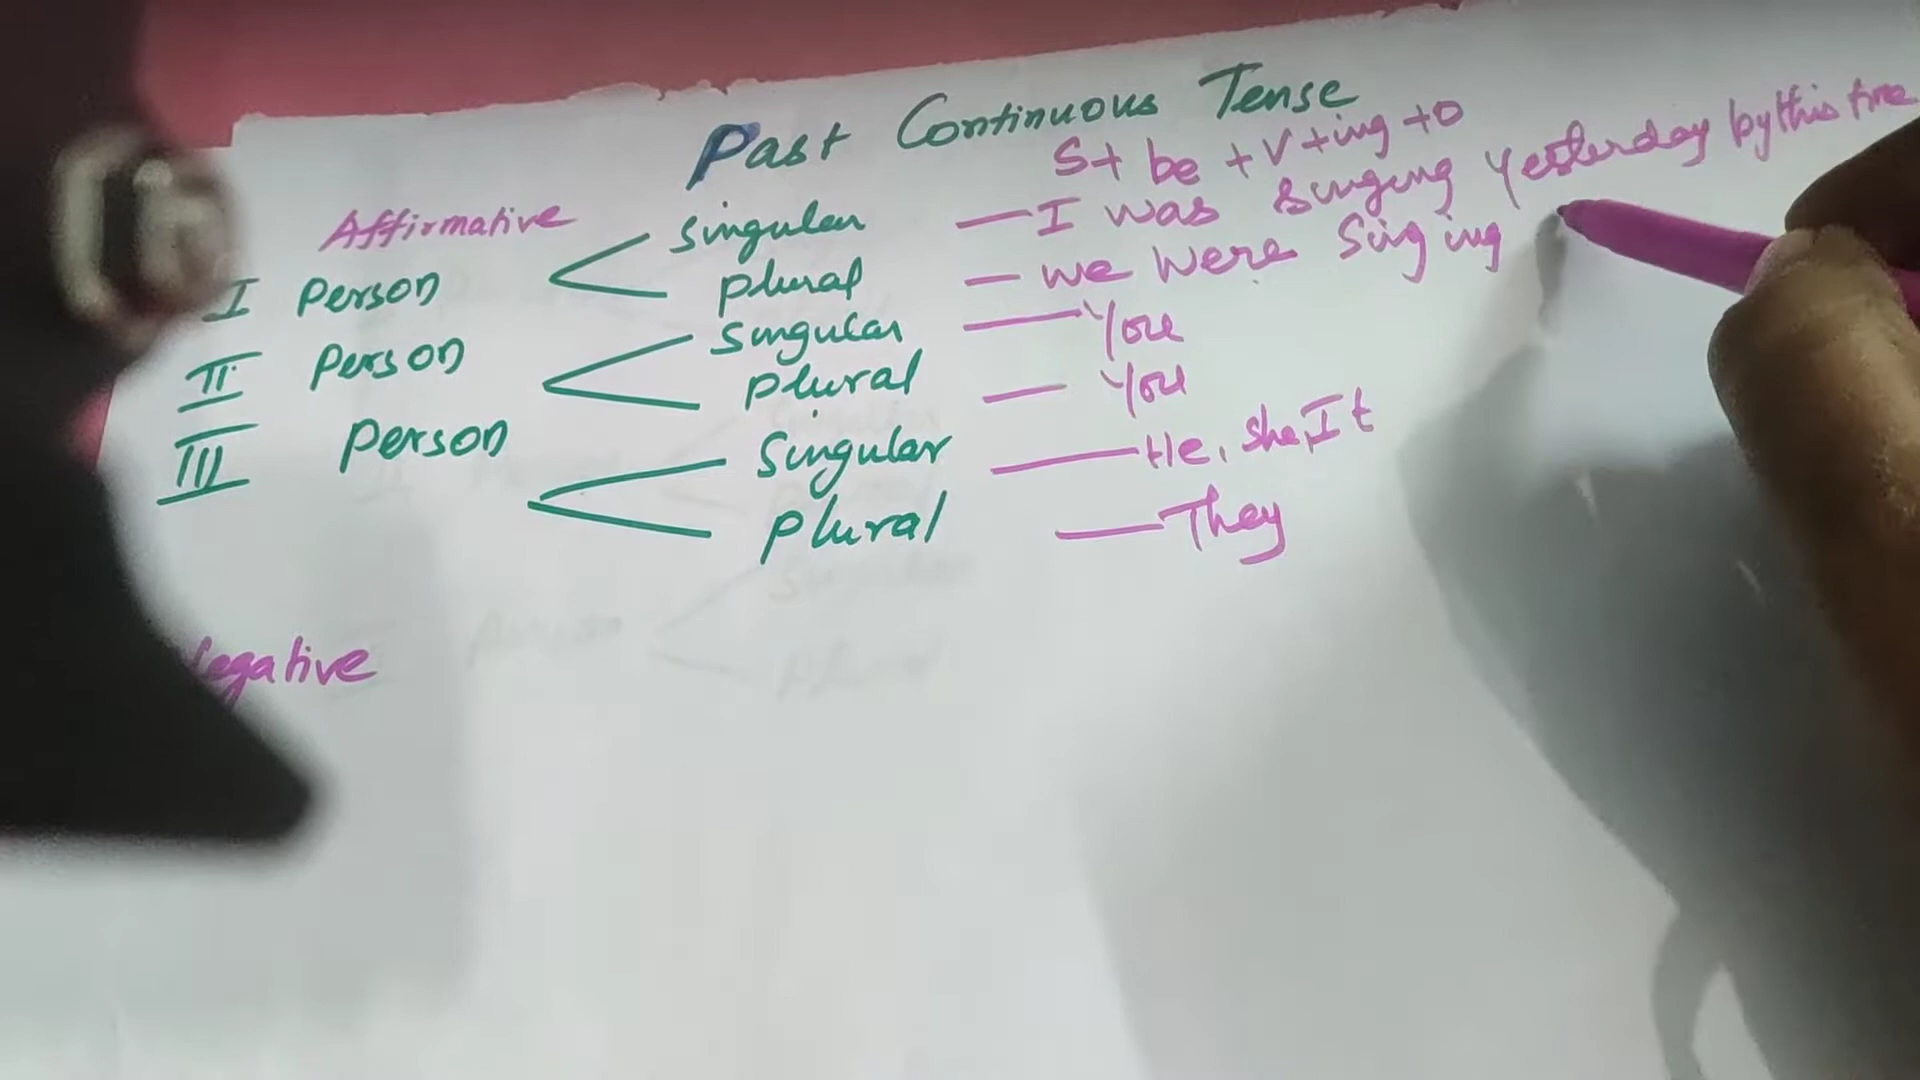 Past Continuous Tense
S+ be +V+ing +O
Affirmative
I Person
singular — I was singing yesterday by this time
plural — we were singing
II Person
singular — You
plural — You
III Person
singular — He, she, It
plural — They
egative